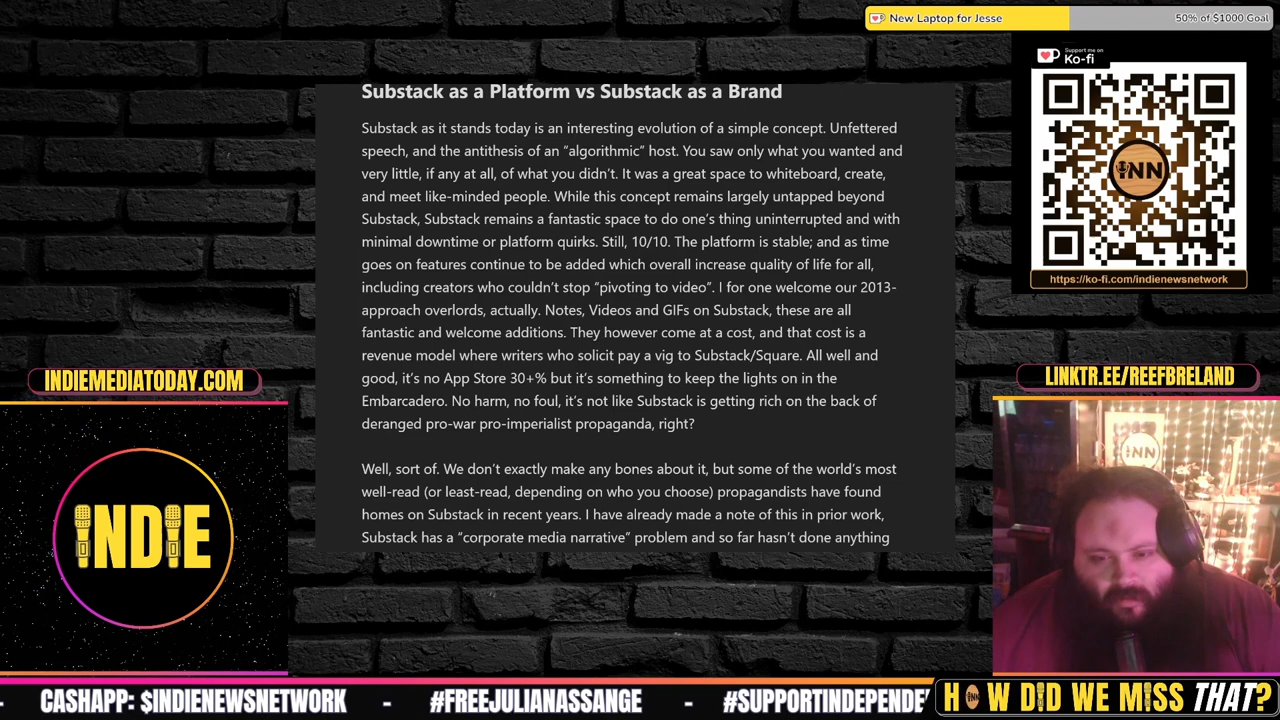 New Laptop for Jesse
50% of $1000 Goal
Support me on
Ko-fi
iNN
https://ko-fi.com/indienewsnetwork
Substack as a Platform vs Substack as a Brand
Substack as it stands today is an interesting evolution of a simple concept. Unfettered
speech, and the antithesis of an “algorithmic” host. You saw only what you wanted and
very little, if any at all, of what you didn’t. It was a great space to whiteboard, create,
and meet like-minded people. While this concept remains largely untapped beyond
Substack, Substack remains a fantastic space to do one’s thing uninterrupted and with
minimal downtime or platform quirks. Still, 10/10. The platform is stable; and as time
goes on features continue to be added which overall increase quality of life for all,
including creators who couldn’t stop “pivoting to video”. I for one welcome our 2013-
approach overlords, actually. Notes, Videos and GIFs on Substack, these are all
fantastic and welcome additions. They however come at a cost, and that cost is a
revenue model where writers who solicit pay a vig to Substack/Square. All well and
good, it’s no App Store 30+% but it’s something to keep the lights on in the
Embarcadero. No harm, no foul, it’s not like Substack is getting rich on the back of
deranged pro-war pro-imperialist propaganda, right?
Well, sort of. We don’t exactly make any bones about it, but some of the world’s most
well-read (or least-read, depending on who you choose) propagandists have found
homes on Substack in recent years. I have already made a note of this in prior work,
Substack has a “corporate media narrative” problem and so far hasn’t done anything
INDIEMEDIATODAY.COM
LINKTR.EE/REEFBRELAND
iNDiE
iNN
- CASHAPP: $INDIENEWSNETWORK - #FREEJULIANASSANGE - #SUPPORTINDEPENDE
HOW DiD WE MiSS THAT?